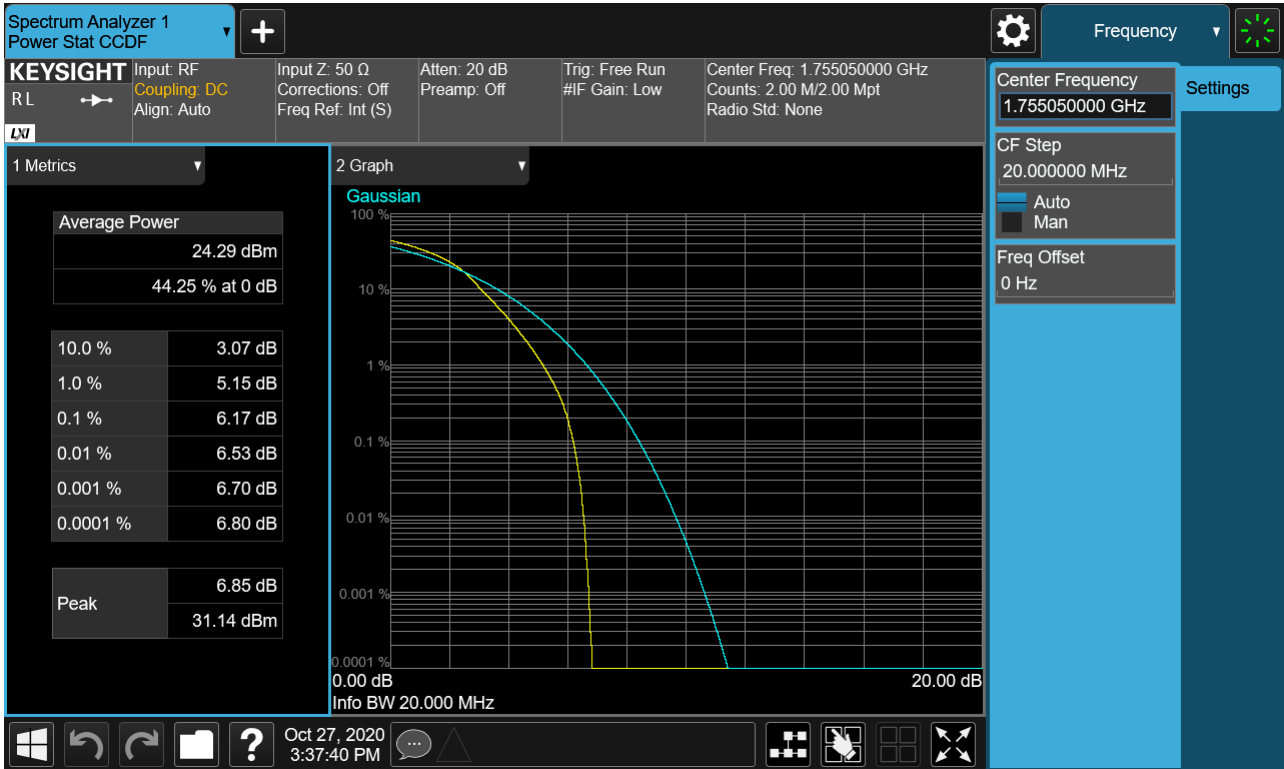 Spectrum Analyzer 1
Power Stat CCDF
+
Frequency
KEYSIGHT
R L
LXI
Input: RF
Coupling: DC
Align: Auto
Input Z: 50 Ω
Corrections: Off
Freq Ref: Int (S)
Atten: 20 dB
Preamp: Off
Trig: Free Run
#IF Gain: Low
Center Freq: 1.755050000 GHz
Counts: 2.00 M/2.00 Mpt
Radio Std: None
Center Frequency
1.755050000 GHz
Settings
CF Step
20.000000 MHz
Auto
Man
Freq Offset
0 Hz
1 Metrics
Average Power
24.29 dBm
44.25 % at 0 dB
10.0 % 3.07 dB
1.0 % 5.15 dB
0.1 % 6.17 dB
0.01 % 6.53 dB
0.001 % 6.70 dB
0.0001 % 6.80 dB
Peak
6.85 dB
31.14 dBm
2 Graph
Gaussian
100 %
10 %
1 %
0.1 %
0.01 %
0.001 %
0.0001 %
0.00 dB 20.00 dB
Info BW 20.000 MHz
?
Oct 27, 2020
3:37:40 PM